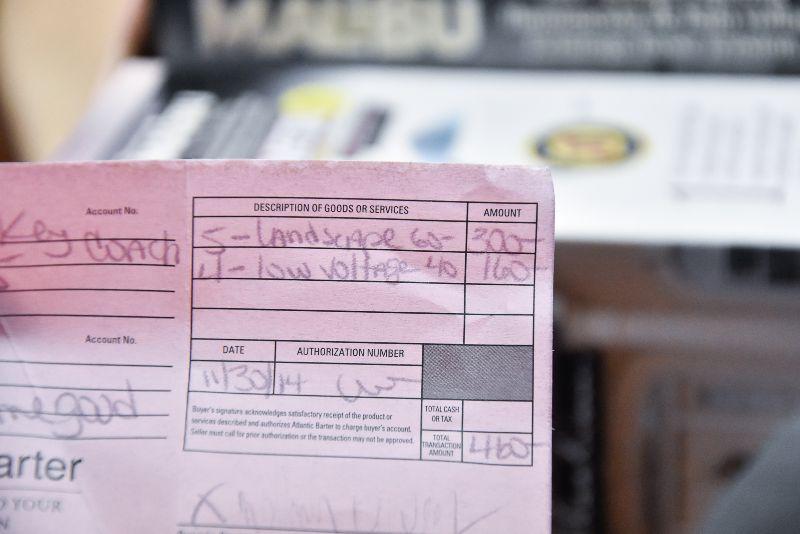 MALIBU
Account No.
Key COACH
DESCRIPTION OF GOODS OR SERVICES AMOUNT
5-Landscape 60- 300-
4-low voltage 40 160-
Account No.
DATE AUTHORIZATION NUMBER
11/30/14
megood
Buyer's signature acknowledges satisfactory receipt of the product or
services described and authorizes Atlantic Barter to charge buyer's account.
Seller must call for prior authorization or the transaction may not be approved.
TOTAL CASH
OR TAX
TOTAL
TRANSACTION
AMOUNT
460-
arter
O YOUR
N
X